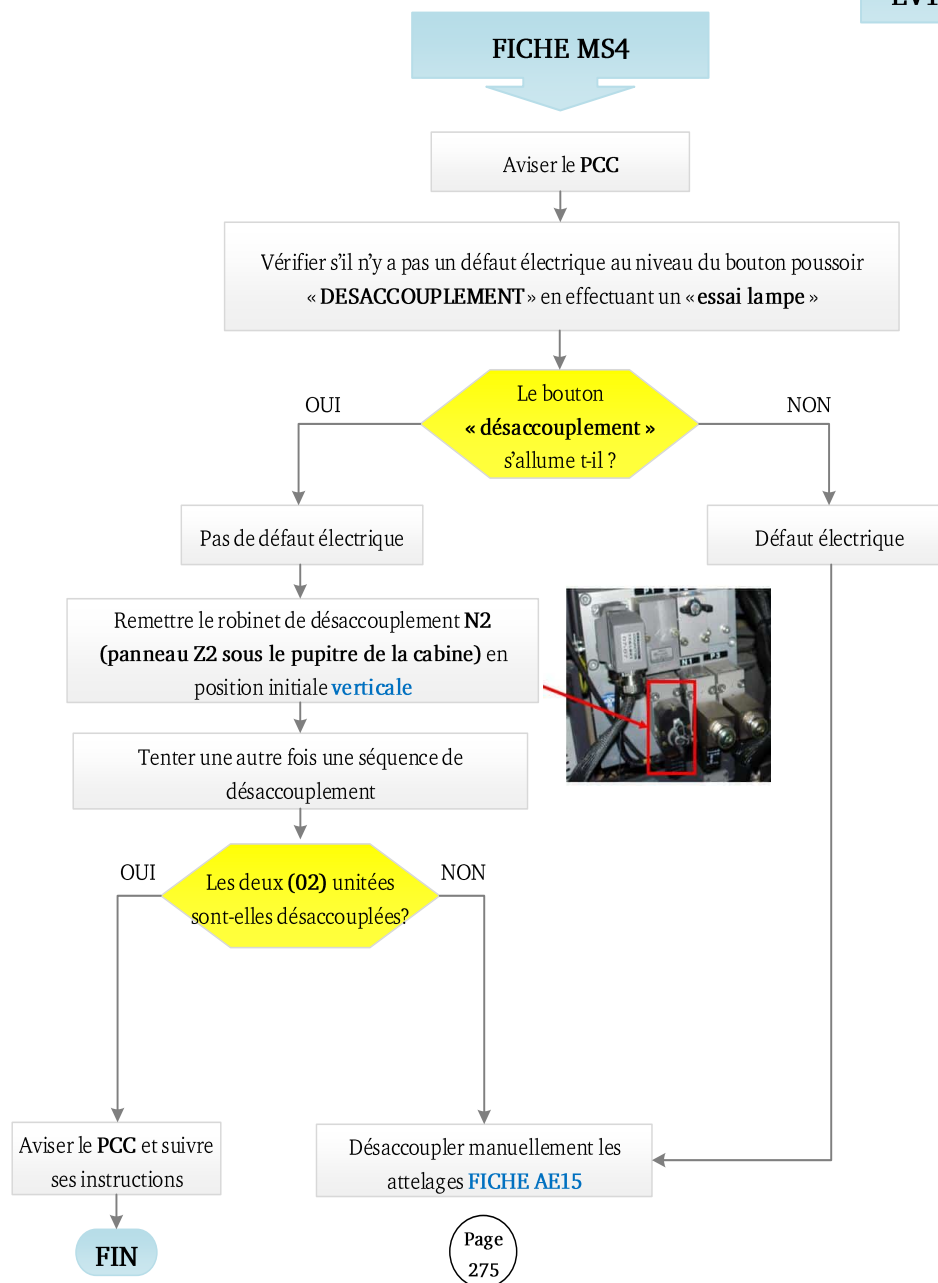 FICHE MS4
Aviser le PCC
Vérifier s'il n'y a pas un défaut électrique au niveau du bouton poussoir
« DESACCOUPLEMENT » en effectuant un « essai lampe »
Le bouton
« désaccouplement »
s'allume t-il ?
OUI
NON
Pas de défaut électrique
Défaut électrique
Remettre le robinet de désaccouplement N2
(panneau Z2 sous le pupitre de la cabine) en
position initiale verticale
N1 P3
Tenter une autre fois une séquence de
désaccouplement
OUI
NON
Les deux (02) unitées
sont-elles désaccouplées?
Aviser le PCC et suivre
ses instructions
Désaccoupler manuellement les
attelages FICHE AE15
FIN
Page
275